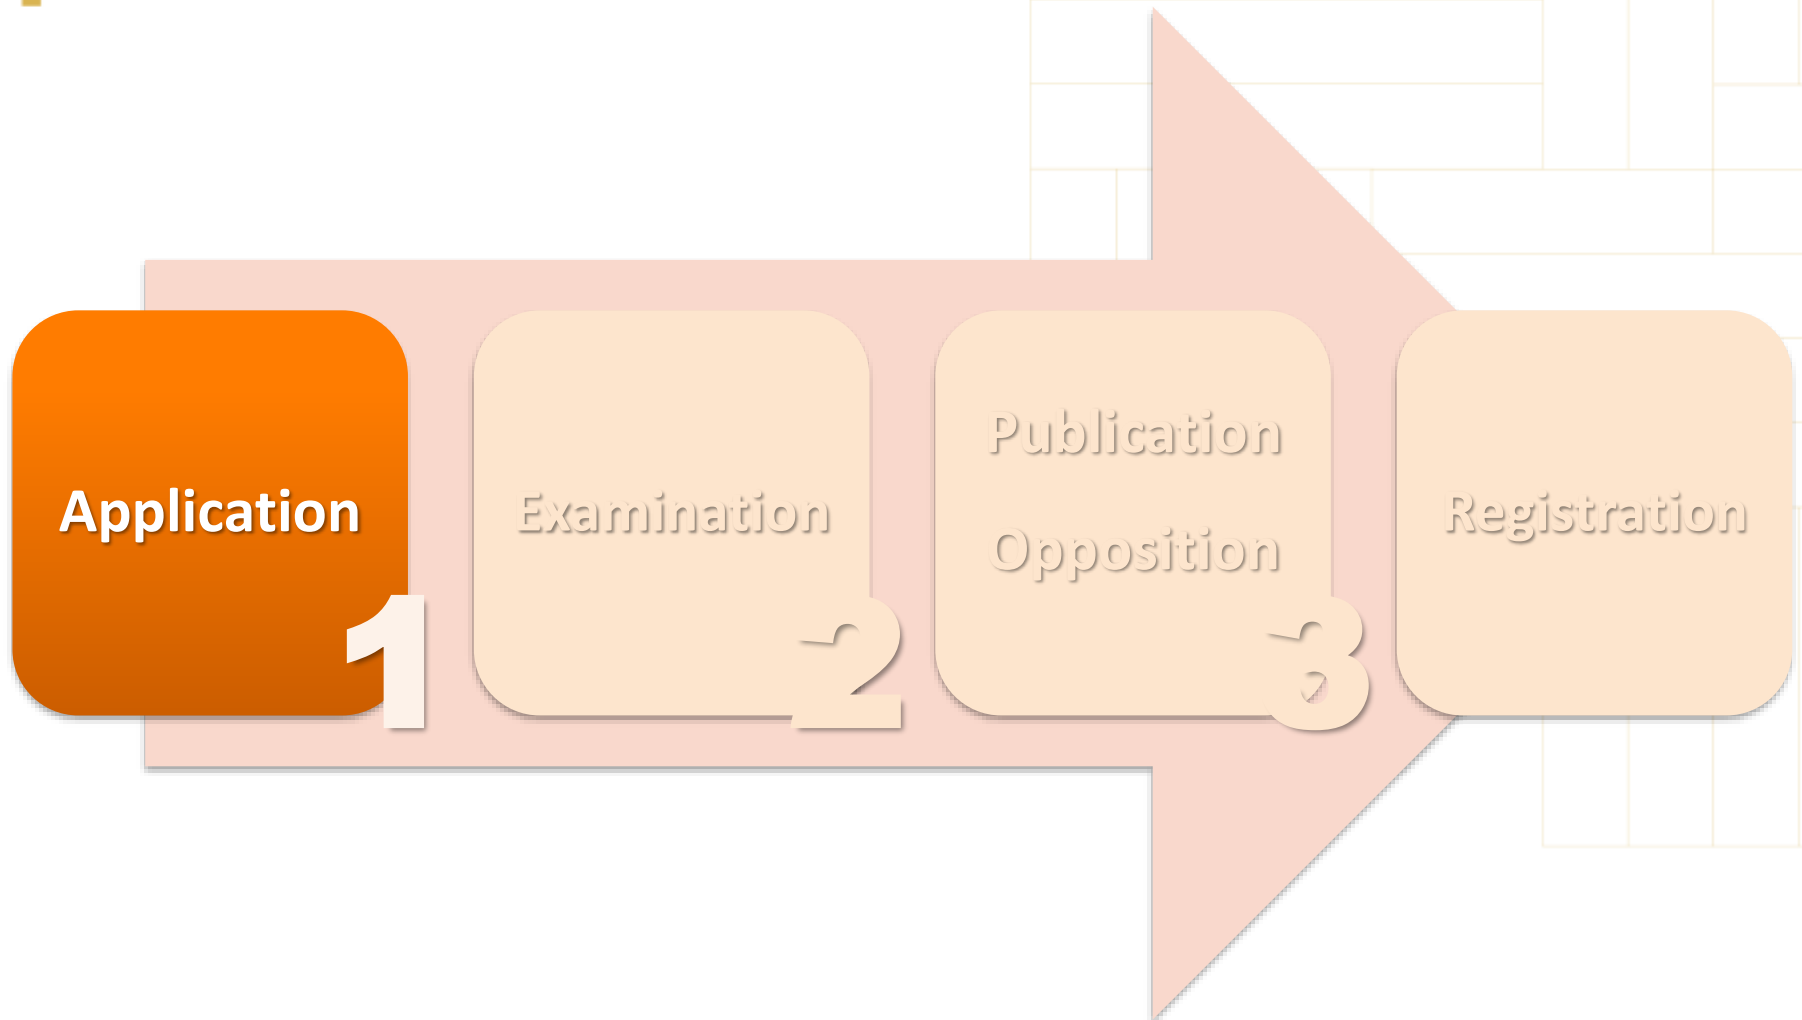 Application
1
Examination
2
Publication
Opposition
3
Registration